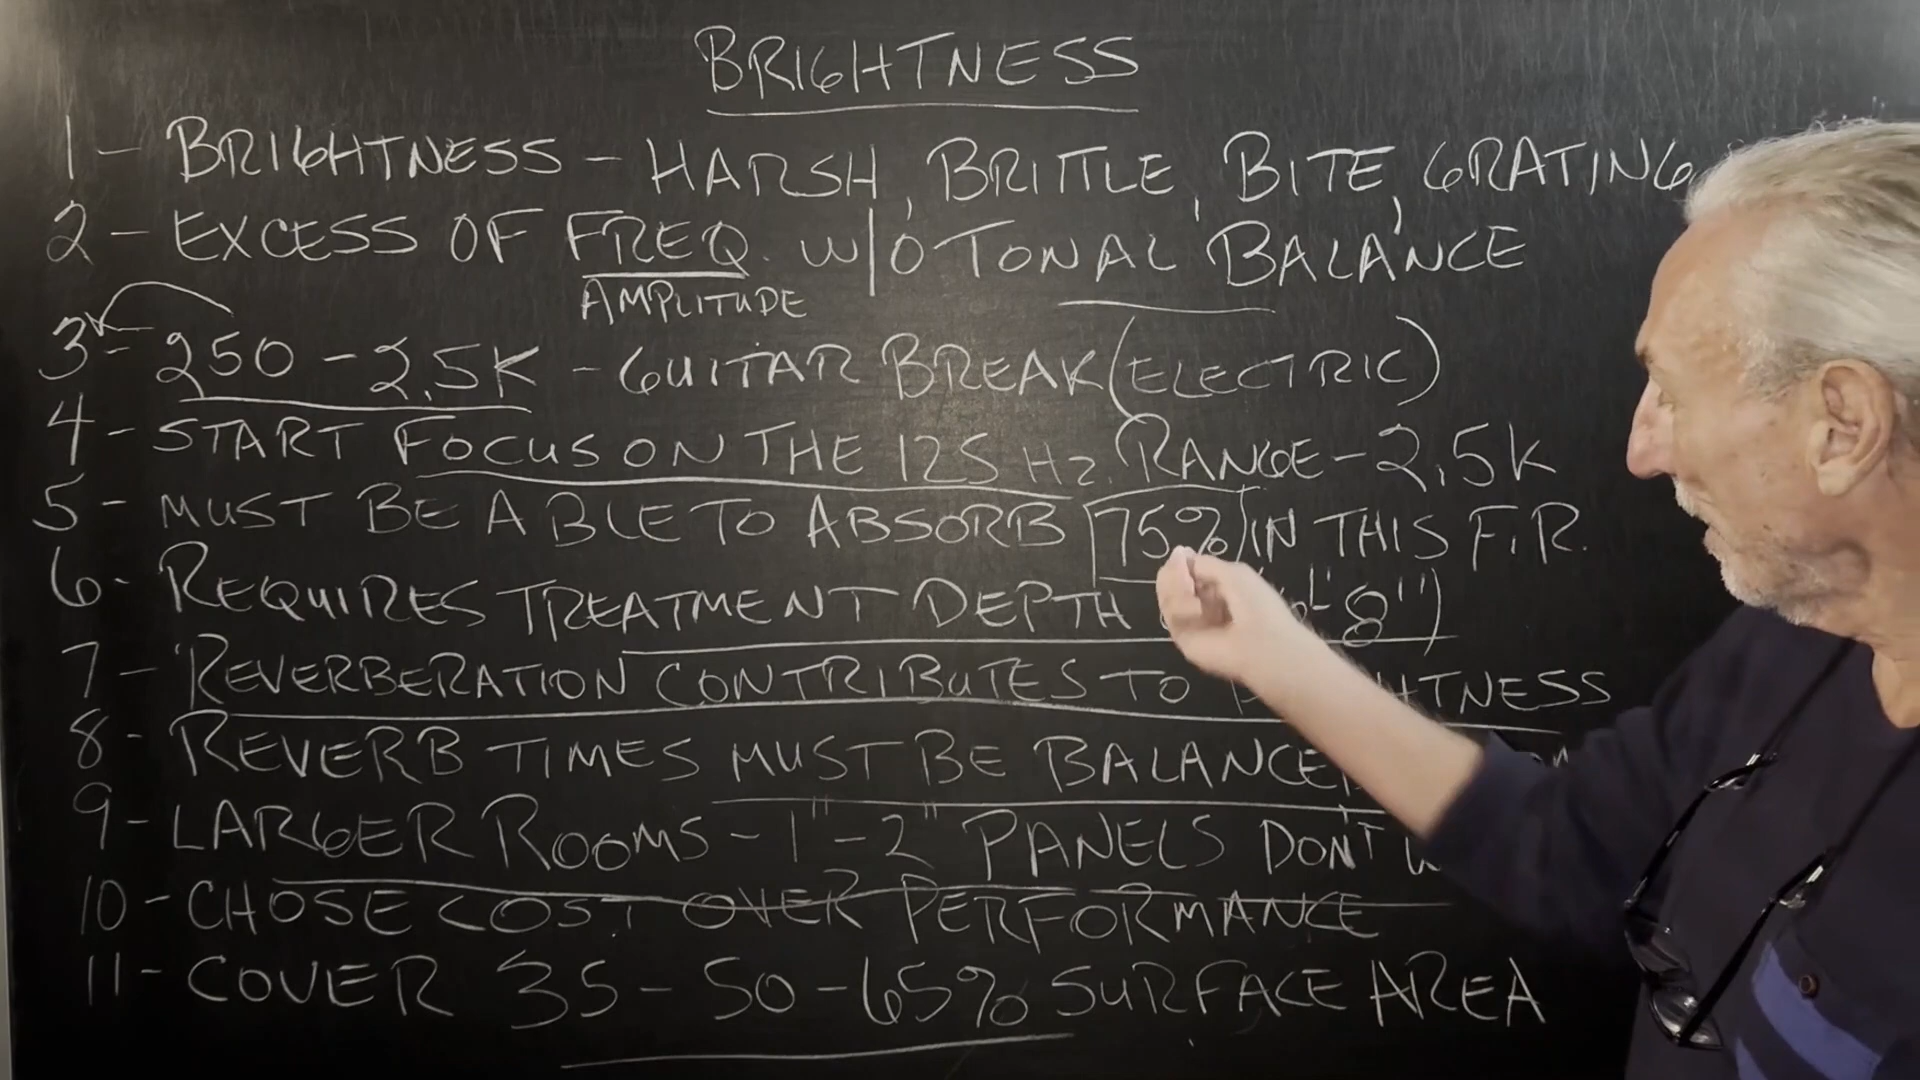 BRIGHTNESS
1 - BRIGHTNESS - HARSH, BRITTLE, BITE, GRATING
2 - EXCESS OF FREQ. W/O TONAL BALANCE
AMPLITUDE
3 - 250 - 2.5K - GUITAR BREAK (ELECTRIC)
4 - START FOCUS ON THE 125 HZ. RANGE - 2.5K
5 - MUST BE ABLE TO ABSORB 75% IN THIS F.R.
6 - REQUIRES TREATMENT DEPTH 8")
7 - REVERBERATION CONTRIBUTES TO
8 - REVERB TIMES MUST BE
9 - LARGER ROOMS - 1" - 2" PANELS DON'T
10 - CHOSE COST OVER PERFORMANCE
11 - COVER 35 - 50 - 65% SURFACE AREA